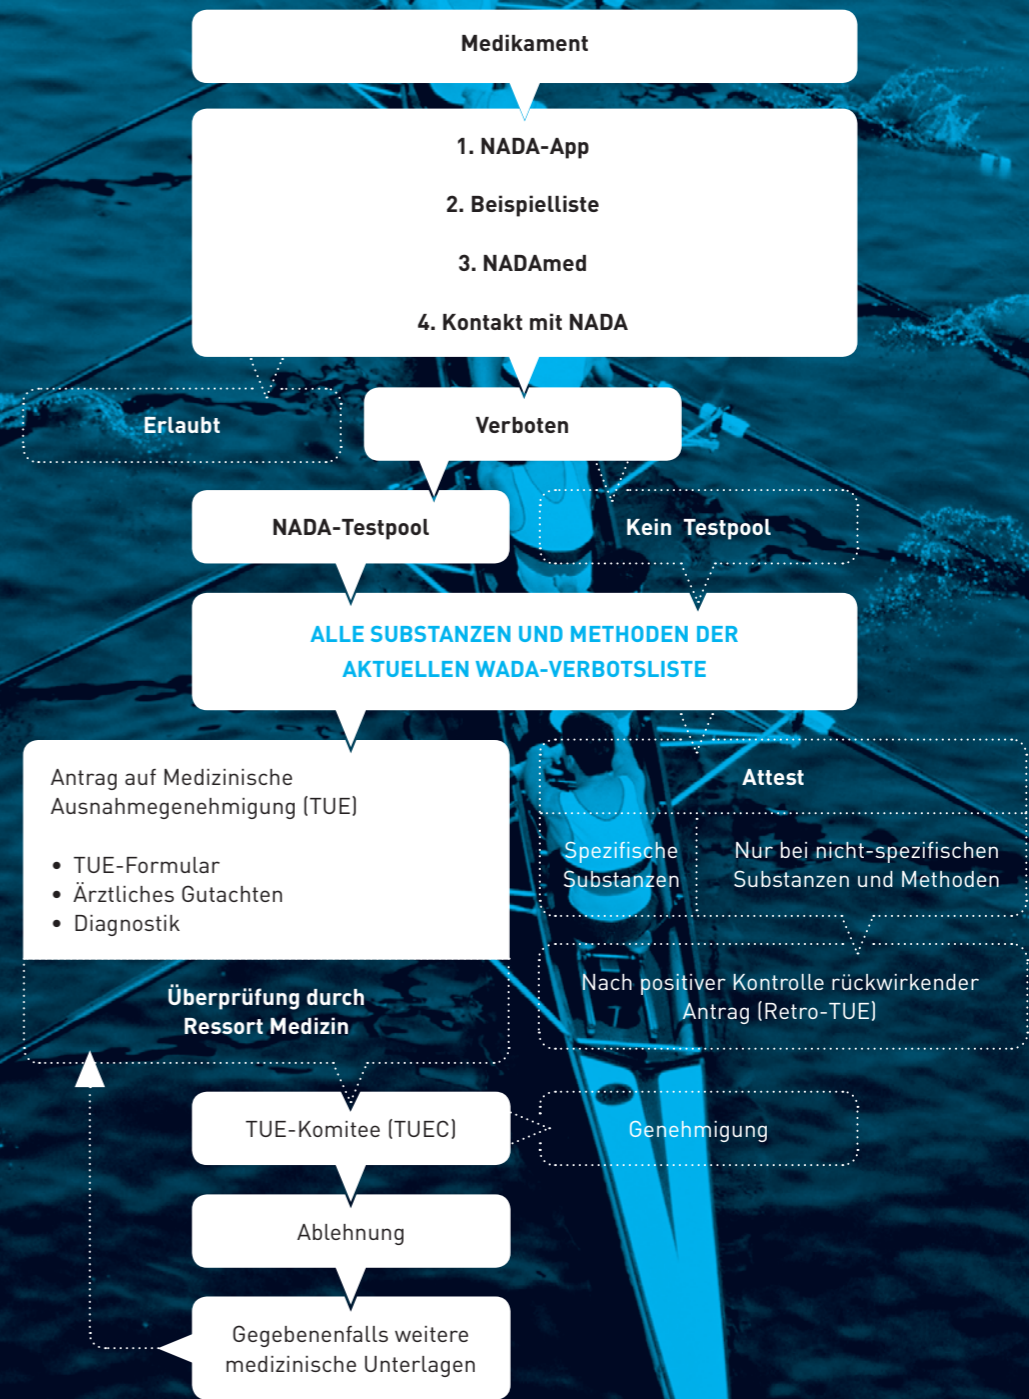 Medikament
1. NADA-App
2. Beispielliste
3. NADAmed
4. Kontakt mit NADA
Erlaubt
Verboten
NADA-Testpool
Kein Testpool
ALLE SUBSTANZEN UND METHODEN DER
AKTUELLEN WADA-VERBOTSLISTE
Antrag auf Medizinische
Ausnahmegenehmigung (TUE)
• TUE-Formular
• Ärztliches Gutachten
• Diagnostik
Überprüfung durch
Ressort Medizin
Attest
Spezifische
Substanzen
Nur bei nicht-spezifischen
Substanzen und Methoden
Nach positiver Kontrolle rückwirkender
Antrag (Retro-TUE)
7
TUE-Komitee (TUEC)
Genehmigung
Ablehnung
Gegebenenfalls weitere
medizinische Unterlagen